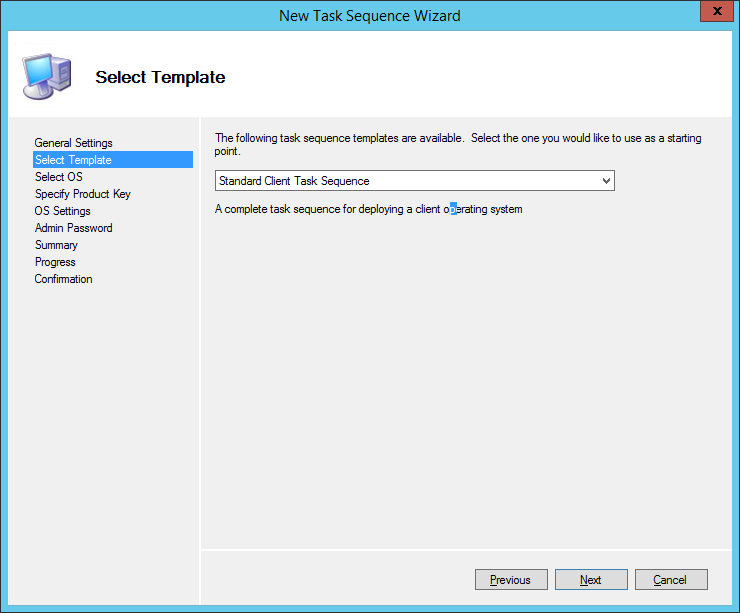 New Task Sequence Wizard
x
Select Template
General Settings
Select Template
Select OS
Specify Product Key
OS Settings
Admin Password
Summary
Progress
Confirmation
The following task sequence templates are available.  Select the one you would like to use as a starting
point.
Standard Client Task Sequence
A complete task sequence for deploying a client operating system
Previous
Next
Cancel